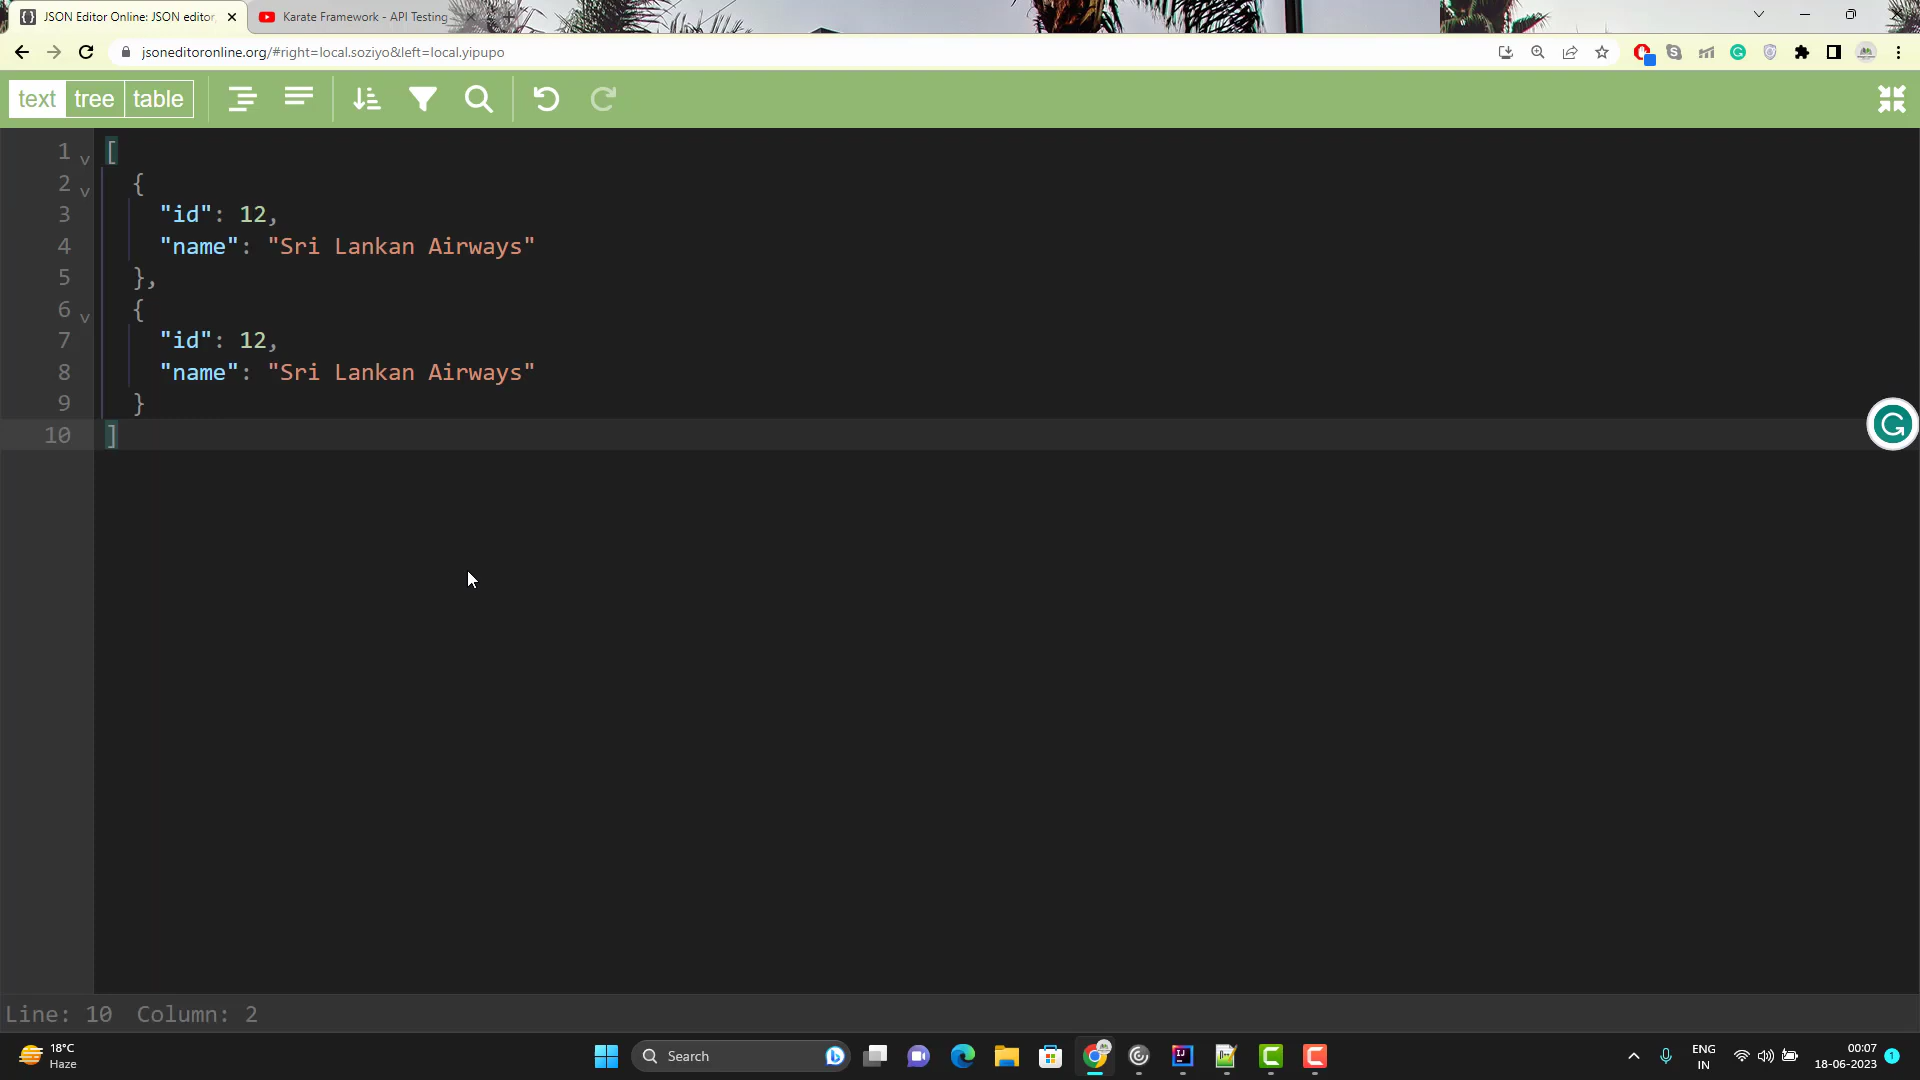 JSON Editor Online: JSON editor,
Karate Framework - API Testing
jsoneditoronline.org/#right=local.soziyo&left=local.yipupo
text tree table
1 [
2 {
3 "id": 12,
4 "name": "Sri Lankan Airways"
5 },
6 {
7 "id": 12,
8 "name": "Sri Lankan Airways"
9 }
10 ]
Line: 10 Column: 2
18°C
Haze
Search
ENG
IN
00:07
18-06-2023
1